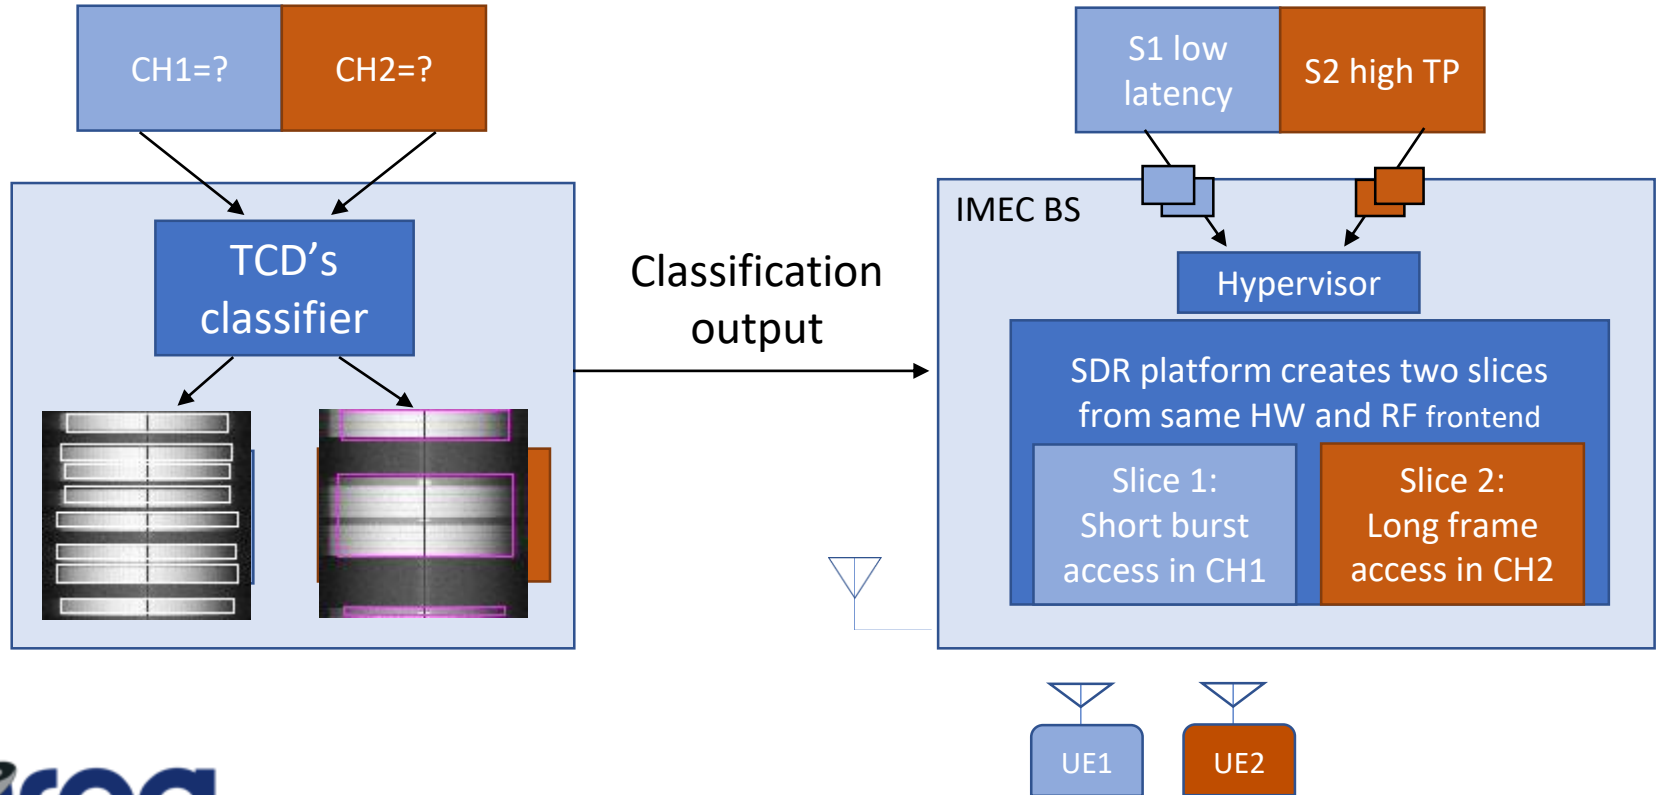 CH1=?
CH2=?
TCD’s
classifier
Classification
output
S1 low
latency
S2 high TP
IMEC BS
Hypervisor
SDR platform creates two slices
from same HW and RF frontend
Slice 1:
Short burst
access in CH1
Slice 2:
Long frame
access in CH2
UE1
UE2